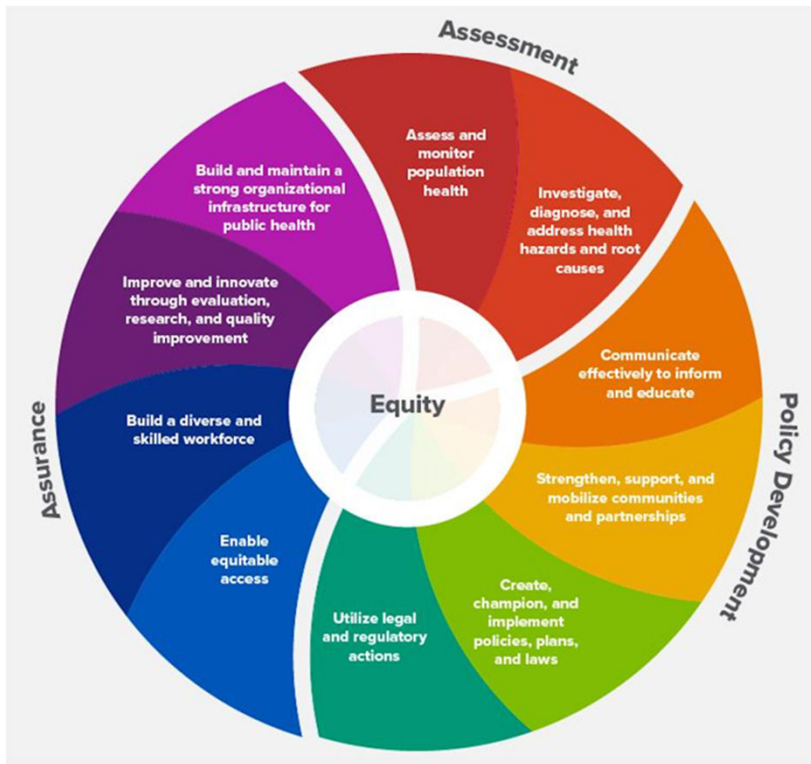 Assessment
Assess and
monitor
population
health
Investigate,
diagnose, and
address health
hazards and root
causes
Policy Development
Communicate
effectively to inform
and educate
Strengthen, support, and
mobilize communities
and partnerships
Create,
champion, and
implement
policies, plans,
and laws
Utilize legal
and regulatory
actions
Assurance
Enable
equitable
access
Build a diverse and
skilled workforce
Improve and innovate
through evaluation,
research, and quality
improvement
Build and maintain a
strong organizational
infrastructure for
public health
Equity